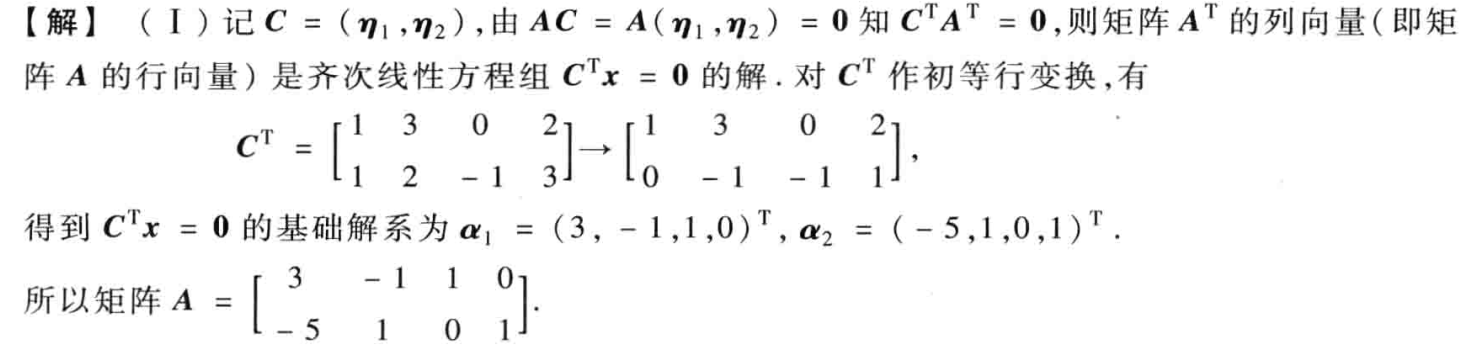 【解】 (Ⅰ)记 C = (η₁,η₂),由 AC = A(η₁,η₂) = 0 知 CᵀAᵀ = 0,则矩阵 Aᵀ 的列向量(即矩
阵 A 的行向量)是齐次线性方程组 Cᵀx = 0 的解.对 Cᵀ 作初等行变换,有
Cᵀ = [1 3 0 2; 1 2 -1 3] → [1 3 0 2; 0 -1 -1 1],
得到 Cᵀx = 0 的基础解系为 α₁ = (3, -1,1,0)ᵀ, α₂ = (-5,1,0,1)ᵀ.
所以矩阵 A = [3 -1 1 0; -5 1 0 1].